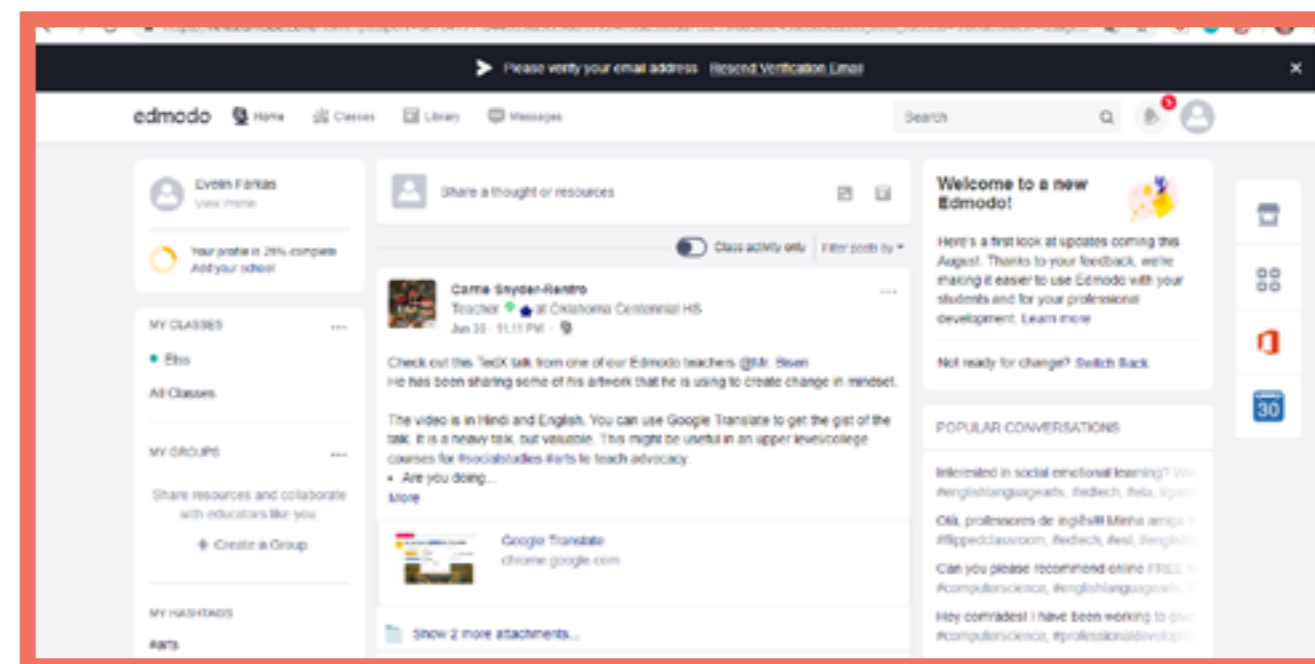 Please verify your email address Resend Verification Email
edmodo Home Classes Library Messages
Search
Evelin Farkas
View Profile
Your profile is 25% complete
Add your school
MY CLASSES
All Classes
MY GROUPS
Share resources and collaborate
with educators like you
+ Create a Group
MY HASHTAGS
#arts
Share a thought or resources
Class activity only Filter posts by
Carrie Snyder-Rentro
Teacher at Oklahoma Centennial HS
Jun 30 · 11:11 PM ·
Check out this TedX talk from one of our Edmodo teachers @Mr. Bisen
He has been sharing some of his artwork that he is using to create change in mindset.
The video is in Hindi and English. You can use Google Translate to get the gist of the
talk. It is a heavy talk, but valuable. This might be useful in an upper level/college
courses for #socialstudies #arts to teach advocacy.
• Are you doing...
More
Google Translate
chrome.google.com
Show 2 more attachments...
Welcome to a new
Edmodo!
Here's a first look at updates coming this
August. Thanks to your feedback, we're
making it easier to use Edmodo with your
students and for your professional
development. Learn more
Not ready for change? Switch Back
POPULAR CONVERSATIONS
Interested in social emotional learning?
#englishlanguagearts, #edtech, #ela,
Olá, professores de inglês!!! Minha amiga
#flippedclassroom, #edtech, #esl,
Can you please recommend online FREE
#computerscience, #englishlanguagearts,
Hey comrades! I have been working to give
#computerscience,
30